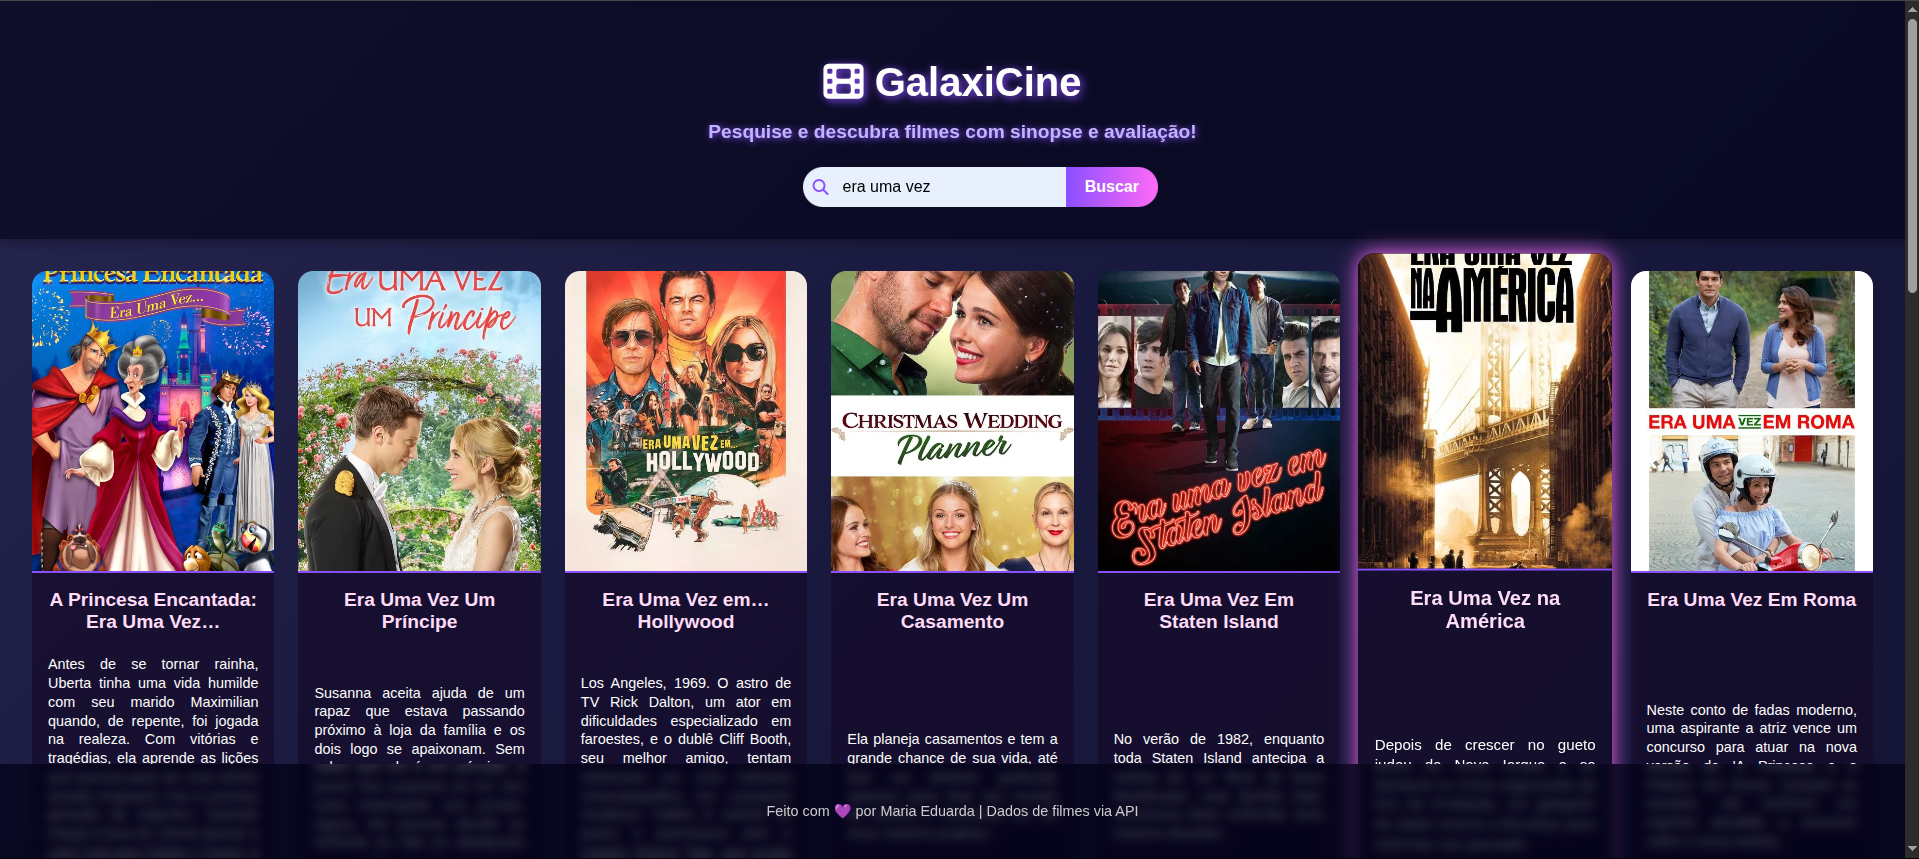 GalaxiCine
Pesquise e descubra filmes com sinopse e avaliação!
era uma vez
Buscar
Princesa Encantada
Era Uma Vez...
Era UMA VEZ
UM Príncipe
ERA UMA VEZ EM...
HOLLYWOOD
CHRISTMAS WEDDING
Planner
Era uma vez em
Staten Island
ERA UMA VEZ
NA AMÉRICA
ERA UMA VEZ EM ROMA
A Princesa Encantada:
Era Uma Vez…
Antes de se tornar rainha,
Uberta tinha uma vida humilde
com seu marido Maximilian
quando, de repente, foi jogada
na realeza. Com vitórias e
tragédias, ela aprende as lições
Era Uma Vez Um
Príncipe
Susanna aceita ajuda de um
rapaz que estava passando
próximo à loja da família e os
dois logo se apaixonam. Sem
Era Uma Vez em…
Hollywood
Los Angeles, 1969. O astro de
TV Rick Dalton, um ator em
dificuldades especializado em
faroestes, e o dublê Cliff Booth,
seu melhor amigo, tentam
Era Uma Vez Um
Casamento
Ela planeja casamentos e tem a
grande chance de sua vida, até
Era Uma Vez Em
Staten Island
No verão de 1982, enquanto
toda Staten Island antecipa a
Era Uma Vez na
América
Depois de crescer no gueto
judeu de Nova Iorque e se
Era Uma Vez Em Roma
Neste conto de fadas moderno,
uma aspirante a atriz vence um
concurso para atuar na nova
Feito com 💜 por Maria Eduarda | Dados de filmes via API